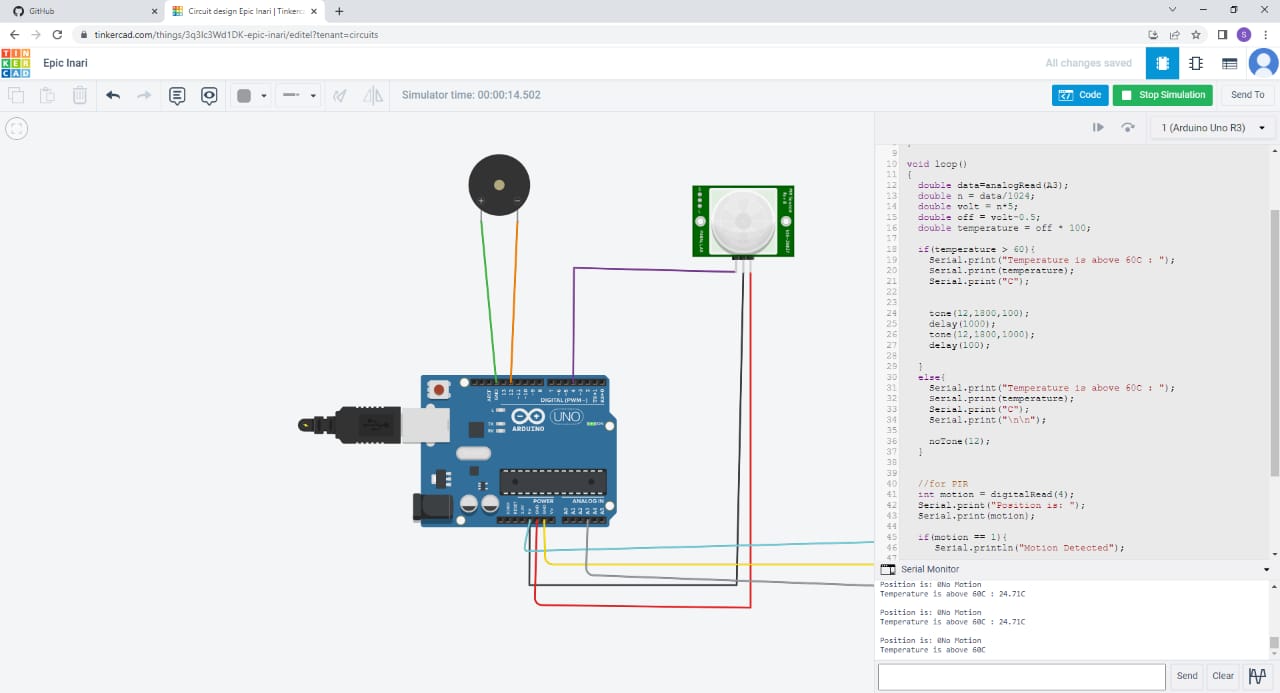 GitHub
Circuit design Epic Inari | Tinkerc
tinkercad.com/things/3q3Ic3Wd1DK-epic-inari/editel?tenant=circuits
S
TIN
KER
CAD
Epic Inari
All changes saved
Simulator time: 00:00:14.502
Code
Stop Simulation
Send To
1 (Arduino Uno R3)
9
10 void loop()
11 {
12 double data=analogRead(A3);
13 double n = data/1024;
14 double volt = n*5;
15 double off = volt-0.5;
16 double temperature = off * 100;
17
18 if(temperature > 60){
19 Serial.print("Temperature is above 60C : ");
20 Serial.print(temperature);
21 Serial.print("C");
22
23
24 tone(12,1800,100);
25 delay(1000);
26 tone(12,1800,1000);
27 delay(100);
28
29 }
30 else{
31 Serial.print("Temperature is above 60C : ");
32 Serial.print(temperature);
33 Serial.print("C");
34 Serial.print("\n\n");
35
36 noTone(12);
37 }
38
39
40 //for PIR
41 int motion = digitalRead(4);
42 Serial.print("Position is: ");
43 Serial.print(motion);
44
45 if(motion == 1){
46 Serial.println("Motion Detected");
47
DIGITAL (PWM~)
UNO
ARDUINO
POWER
ANALOG IN
Serial Monitor
Position is: 0No Motion
Temperature is above 60C : 24.71C
Position is: 0No Motion
Temperature is above 60C : 24.71C
Position is: 0No Motion
Temperature is above 60C
Send
Clear